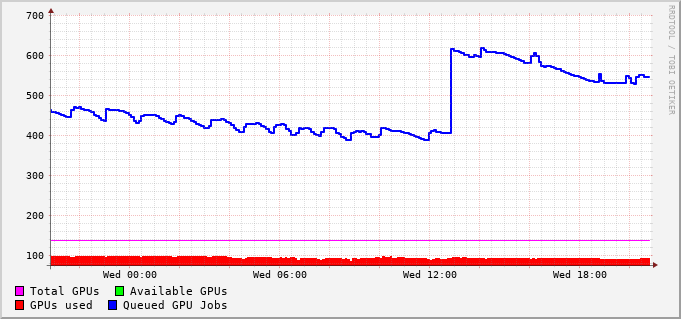 700
600
500
400
300
200
100
Wed 00:00 Wed 06:00 Wed 12:00 Wed 18:00
Total GPUs Available GPUs
GPUs used Queued GPU Jobs
RRDTOOL / TOBI OETIKER